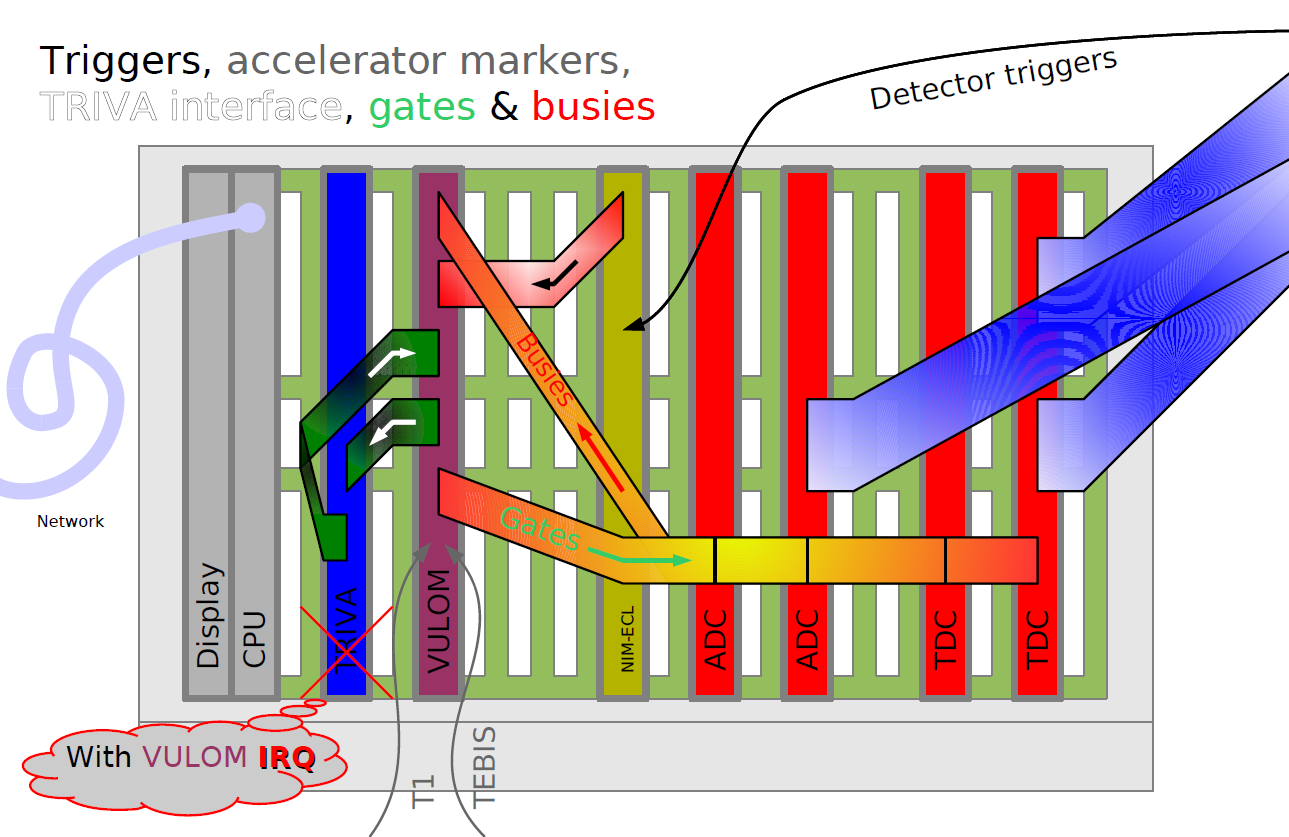 Triggers, accelerator markers,
TRIVA interface, gates & busies
Detector triggers
Busies
Gates
Network
Display
CPU
TRIVA
VULOM
NIM-ECL
ADC
ADC
TDC
TDC
With VULOM IRQ
T1
TEBIS